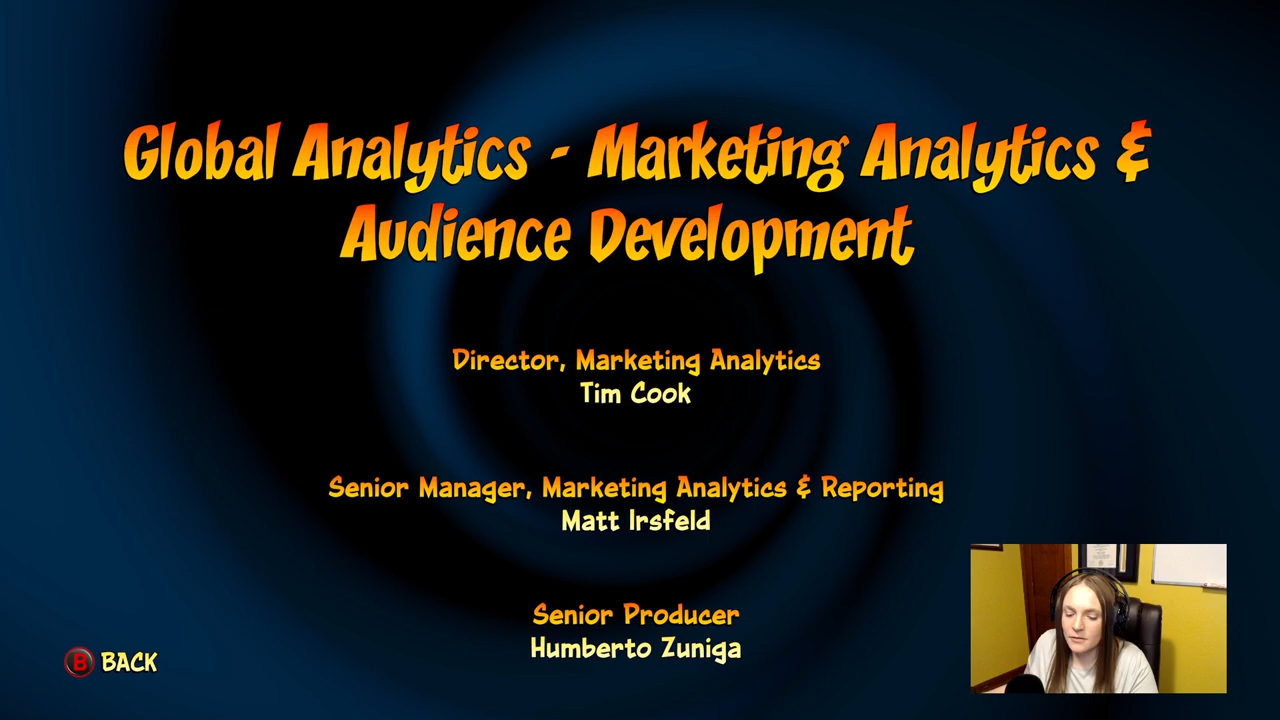 Global Analytics - Marketing Analytics &
Audience Development
Director, Marketing Analytics
Tim Cook
Senior Manager, Marketing Analytics & Reporting
Matt Irsfeld
Senior Producer
Humberto Zuniga
B BACK